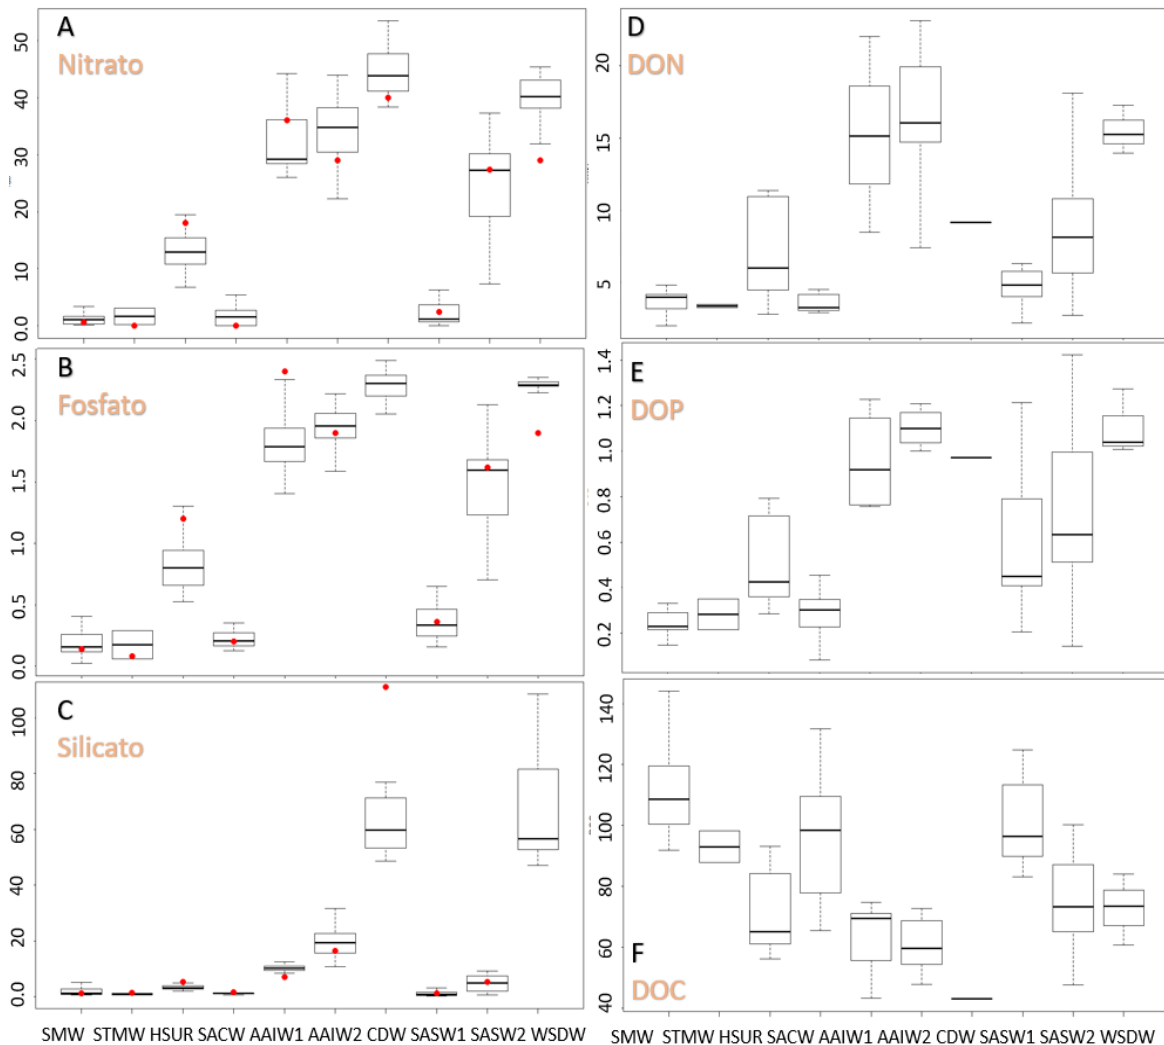 A
Nitrato
50
40
30
20
10
0.0
B
Fosfato
2.5
2.0
1.5
1.0
0.5
0.0
C
Silicato
100
80
60
40
20
0.0
SMW STMW HSUR SACW AAIW1 AAIW2 CDW SASW1 SASW2 WSDW
D
DON
20
15
10
5
E
DOP
1.4
1.2
1.0
0.8
0.6
0.4
0.2
140
120
100
80
60
40
F
DOC
SMW STMW HSUR SACW AAIW1 AAIW2 CDW SASW1 SASW2 WSDW